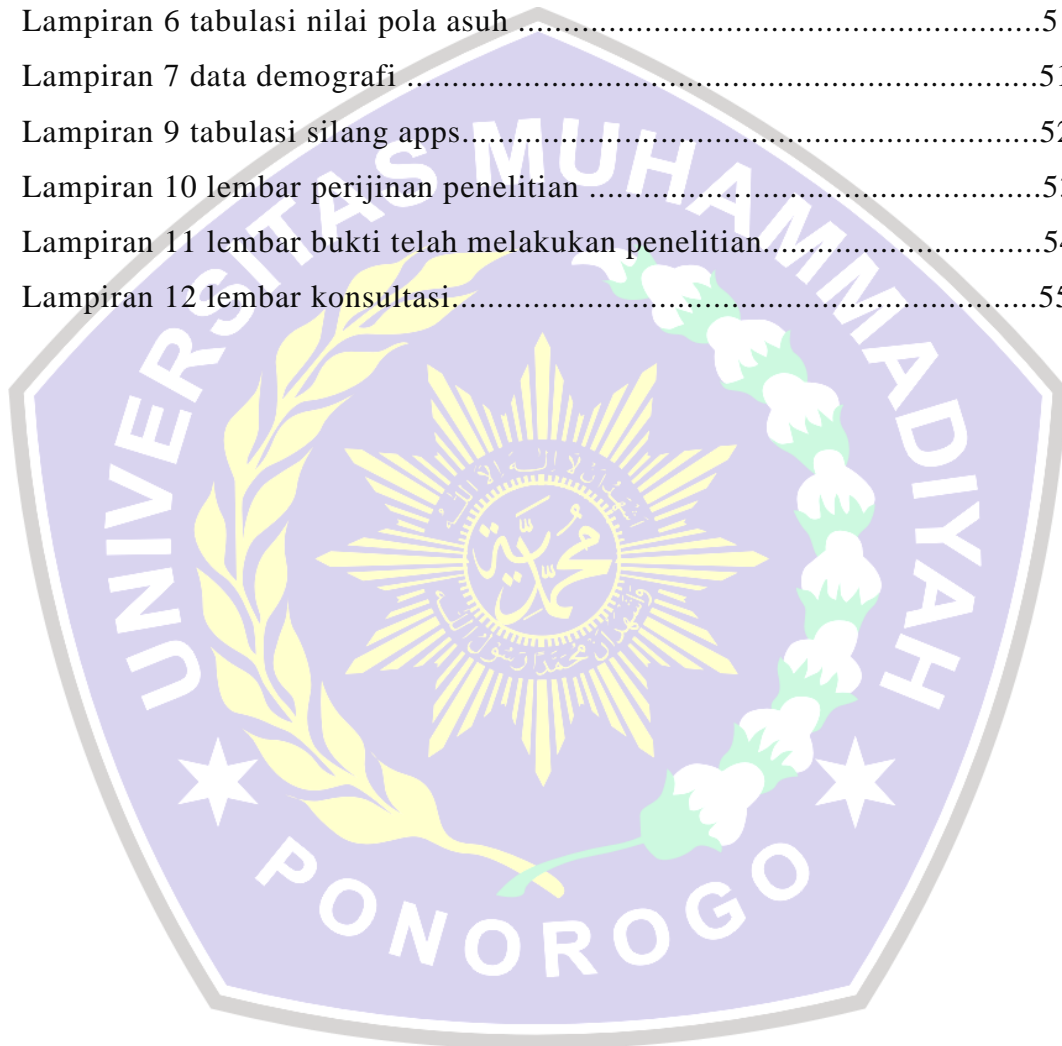 Lampiran 6 tabulasi nilai pola asuh ..........................................................5
Lampiran 7 data demografi ......................................................................51
Lampiran 9 tabulasi silang apps................................................................52
Lampiran 10 lembar perijinan penelitian ...................................................5
Lampiran 11 lembar bukti telah melakukan penelitian...............................54
Lampiran 12 lembar konsultasi..................................................................55
UNIVERSITAS MUHAMMADIYAH
محمدية
PONOROGO